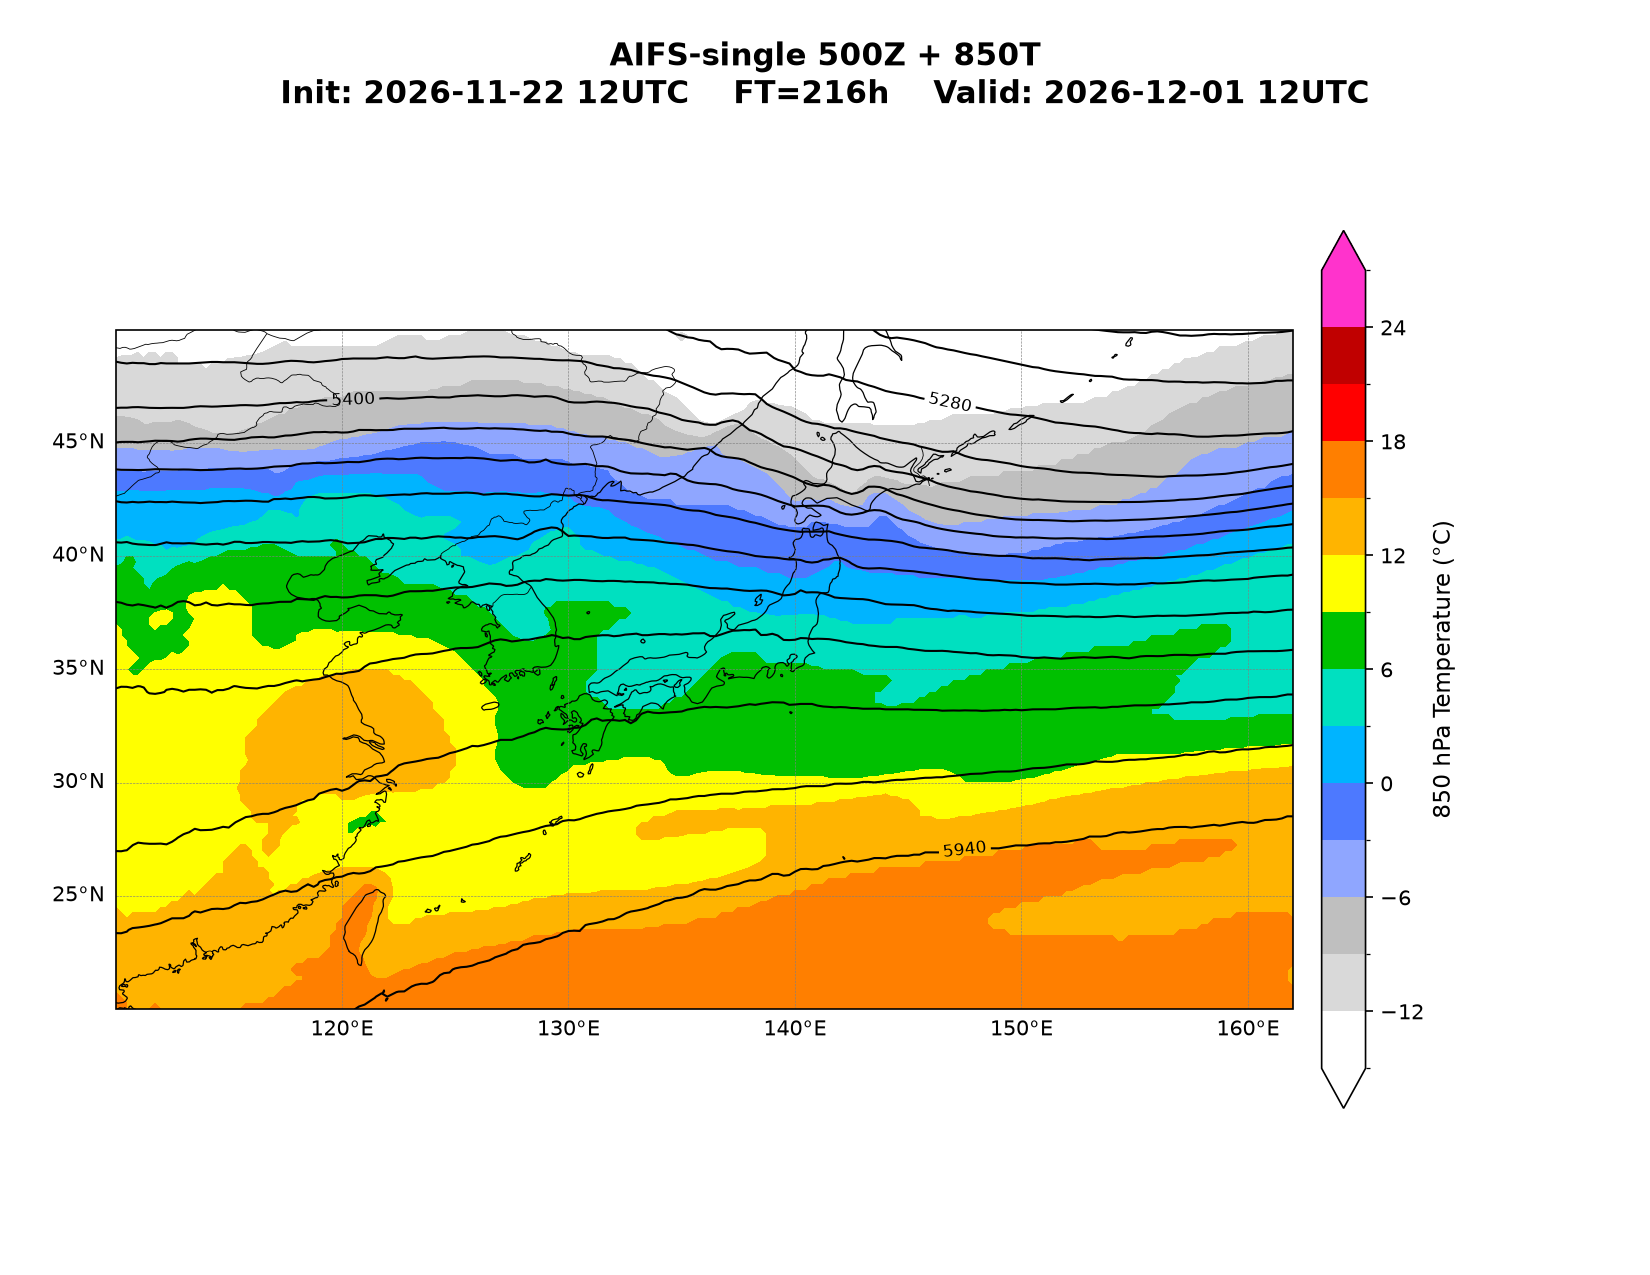 AIFS-single 500Z + 850T
Init: 2026-11-22 12UTC    FT=216h    Valid: 2026-12-01 12UTC
5400
5280
5940
45°N
40°N
35°N
30°N
25°N
120°E
130°E
140°E
150°E
160°E
24
18
12
6
0
−6
−12
850 hPa Temperature (°C)